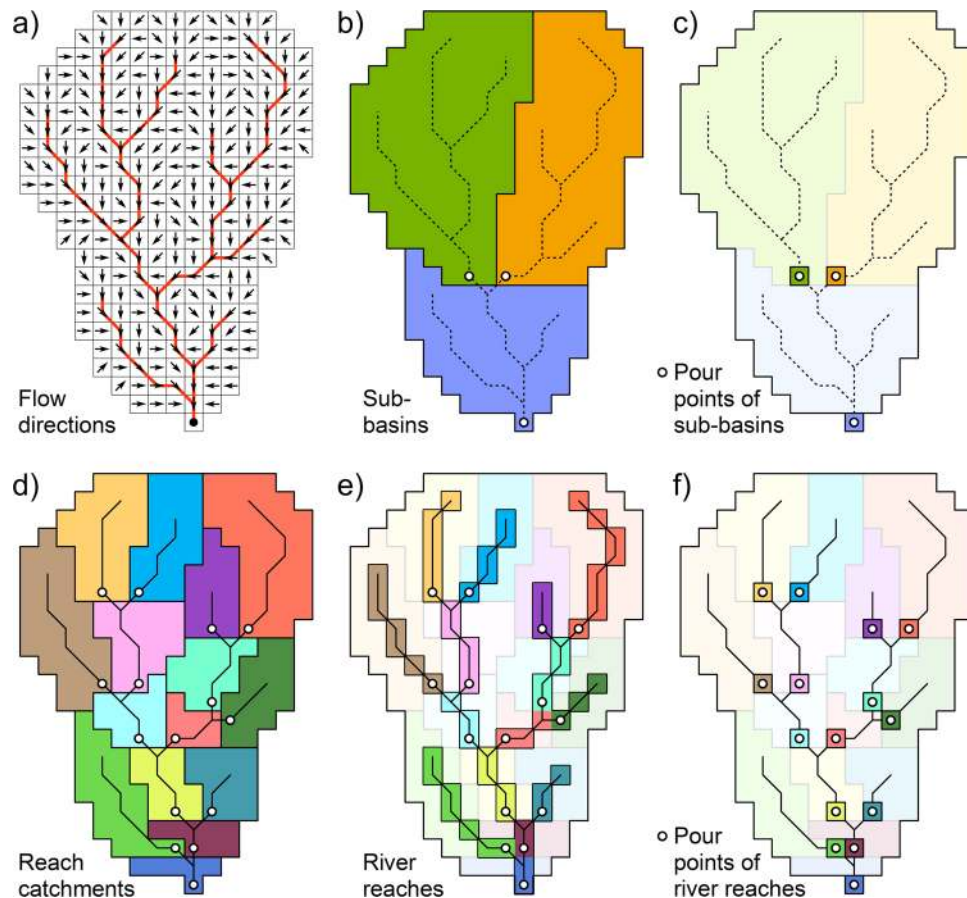 a)
b)
c)
Flow
directions
Sub-
basins
Pour
points of
sub-basins
d)
e)
f)
Reach
catchments
River
reaches
Pour
points of
river reaches